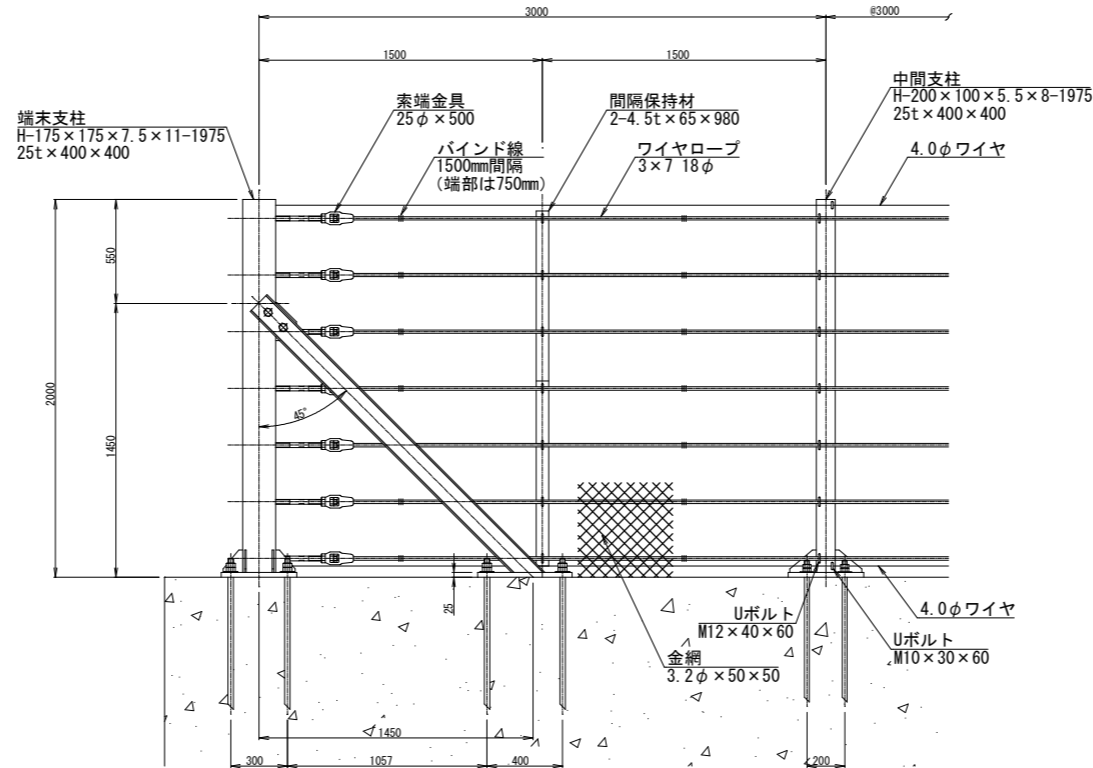 3000
@3000
1500
1500
端末支柱
H-175×175×7.5×11-1975
25t×400×400
索端金具
25φ×500
バインド線
1500mm間隔
(端部は750mm)
間隔保持材
2-4.5t×65×980
ワイヤロープ
3×7 18φ
中間支柱
H-200×100×5.5×8-1975
25t×400×400
4.0φワイヤ
550
2000
1450
45°
25
Uボルト
M12×40×60
4.0φワイヤ
Uボルト
M10×30×60
金網
3.2φ×50×50
1450
300
1057
400
200